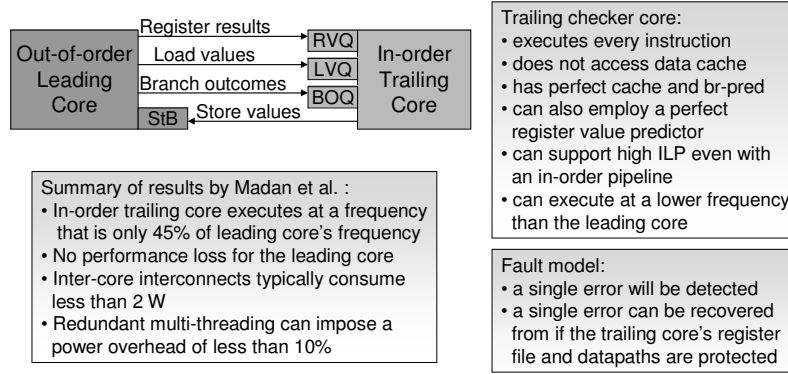 Out-of-order
Leading
Core
StB
Register results
Load values
Branch outcomes
Store values
RVQ
LVQ
BOQ
In-order
Trailing
Core
Trailing checker core:
• executes every instruction
• does not access data cache
• has perfect cache and br-pred
• can also employ a perfect
register value predictor
• can support high ILP even with
an in-order pipeline
• can execute at a lower frequency
than the leading core
Summary of results by Madan et al. :
• In-order trailing core executes at a frequency
that is only 45% of leading core's frequency
• No performance loss for the leading core
• Inter-core interconnects typically consume
less than 2 W
• Redundant multi-threading can impose a
power overhead of less than 10%
Fault model:
• a single error will be detected
• a single error can be recovered
from if the trailing core's register
file and datapaths are protected